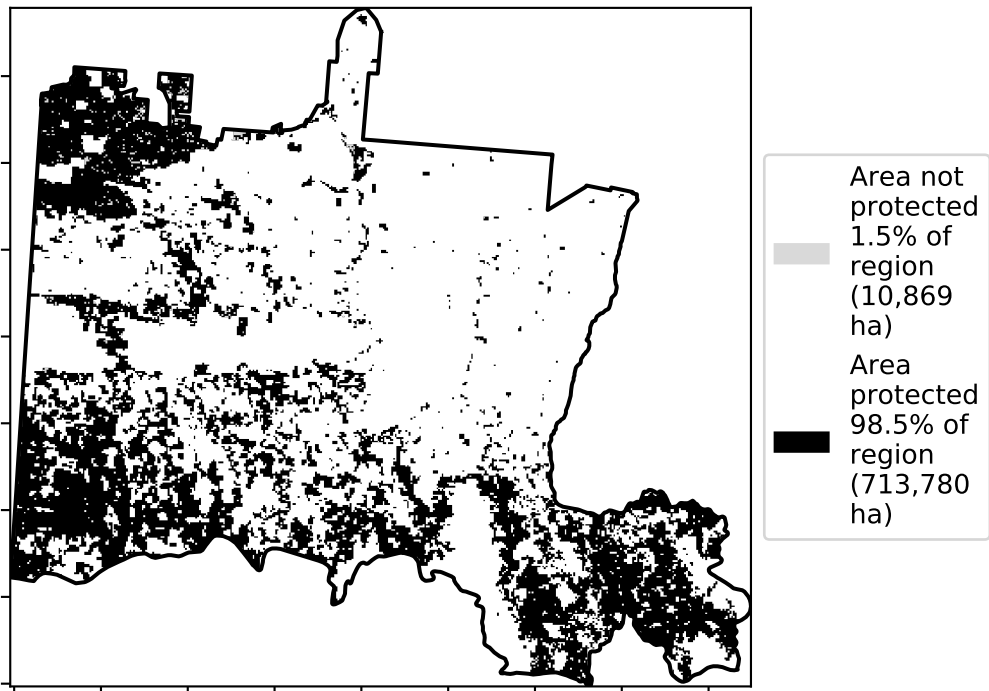 Area not
protected
1.5% of
region
(10,869
ha)
Area
protected
98.5% of
region
(713,780
ha)